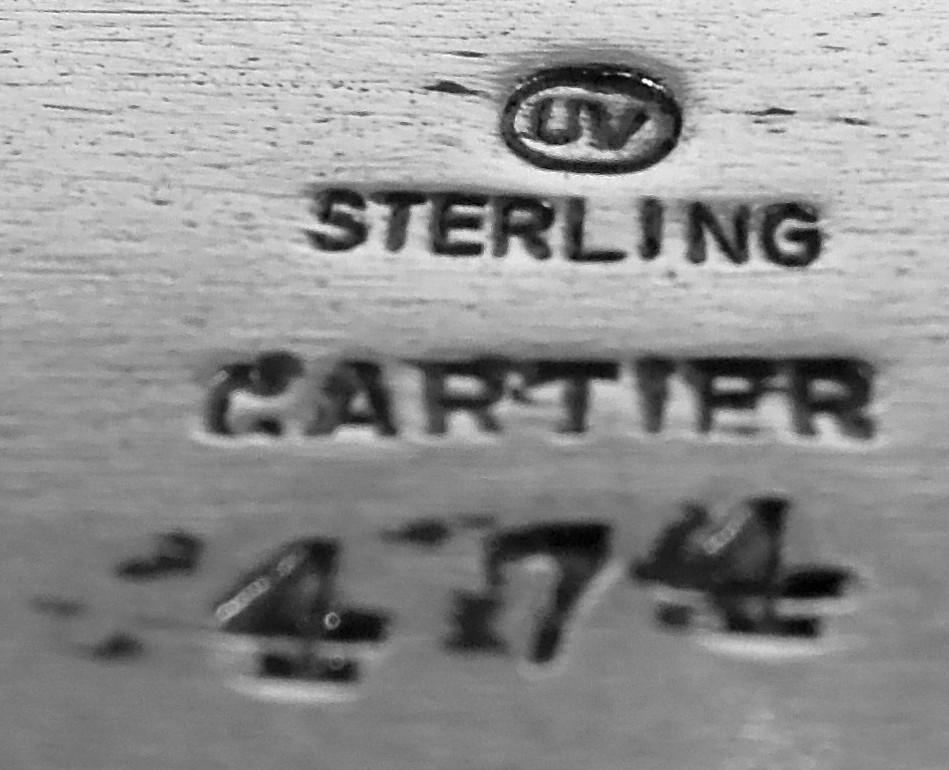 UV
STERLING
CARTIER
474